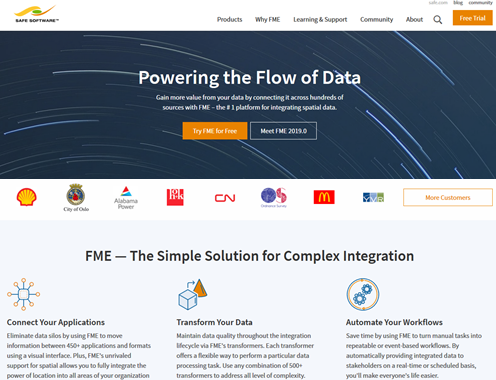 safe.com blog community
SAFE SOFTWARE™
Products Why FME Learning & Support Community About
Free Trial
Powering the Flow of Data
Gain more value from your data by connecting it across hundreds of
sources with FME – the # 1 platform for integrating spatial data.
Try FME for Free Meet FME 2019.0
City of Oslo
Alabama
Power
CN
Ordnance Survey
YVR
More Customers
FME — The Simple Solution for Complex Integration
Connect Your Applications
Eliminate data silos by using FME to move
information between 450+ applications and formats
using a visual interface. Plus, FME's unrivaled
support for spatial allows you to fully integrate the
power of location into all areas of your organization
Transform Your Data
Maintain data quality throughout the integration
lifecycle via FME's transformers. Each transformer
offers a flexible way to perform a particular data
processing task. Use any combination of 500+
transformers to address all level of complexity.
Automate Your Workflows
Save time by using FME to turn manual tasks into
repeatable or event based workflows. By
automatically providing integrated data to
stakeholders on a real-time or scheduled basis,
you'll make everyone's life easier.